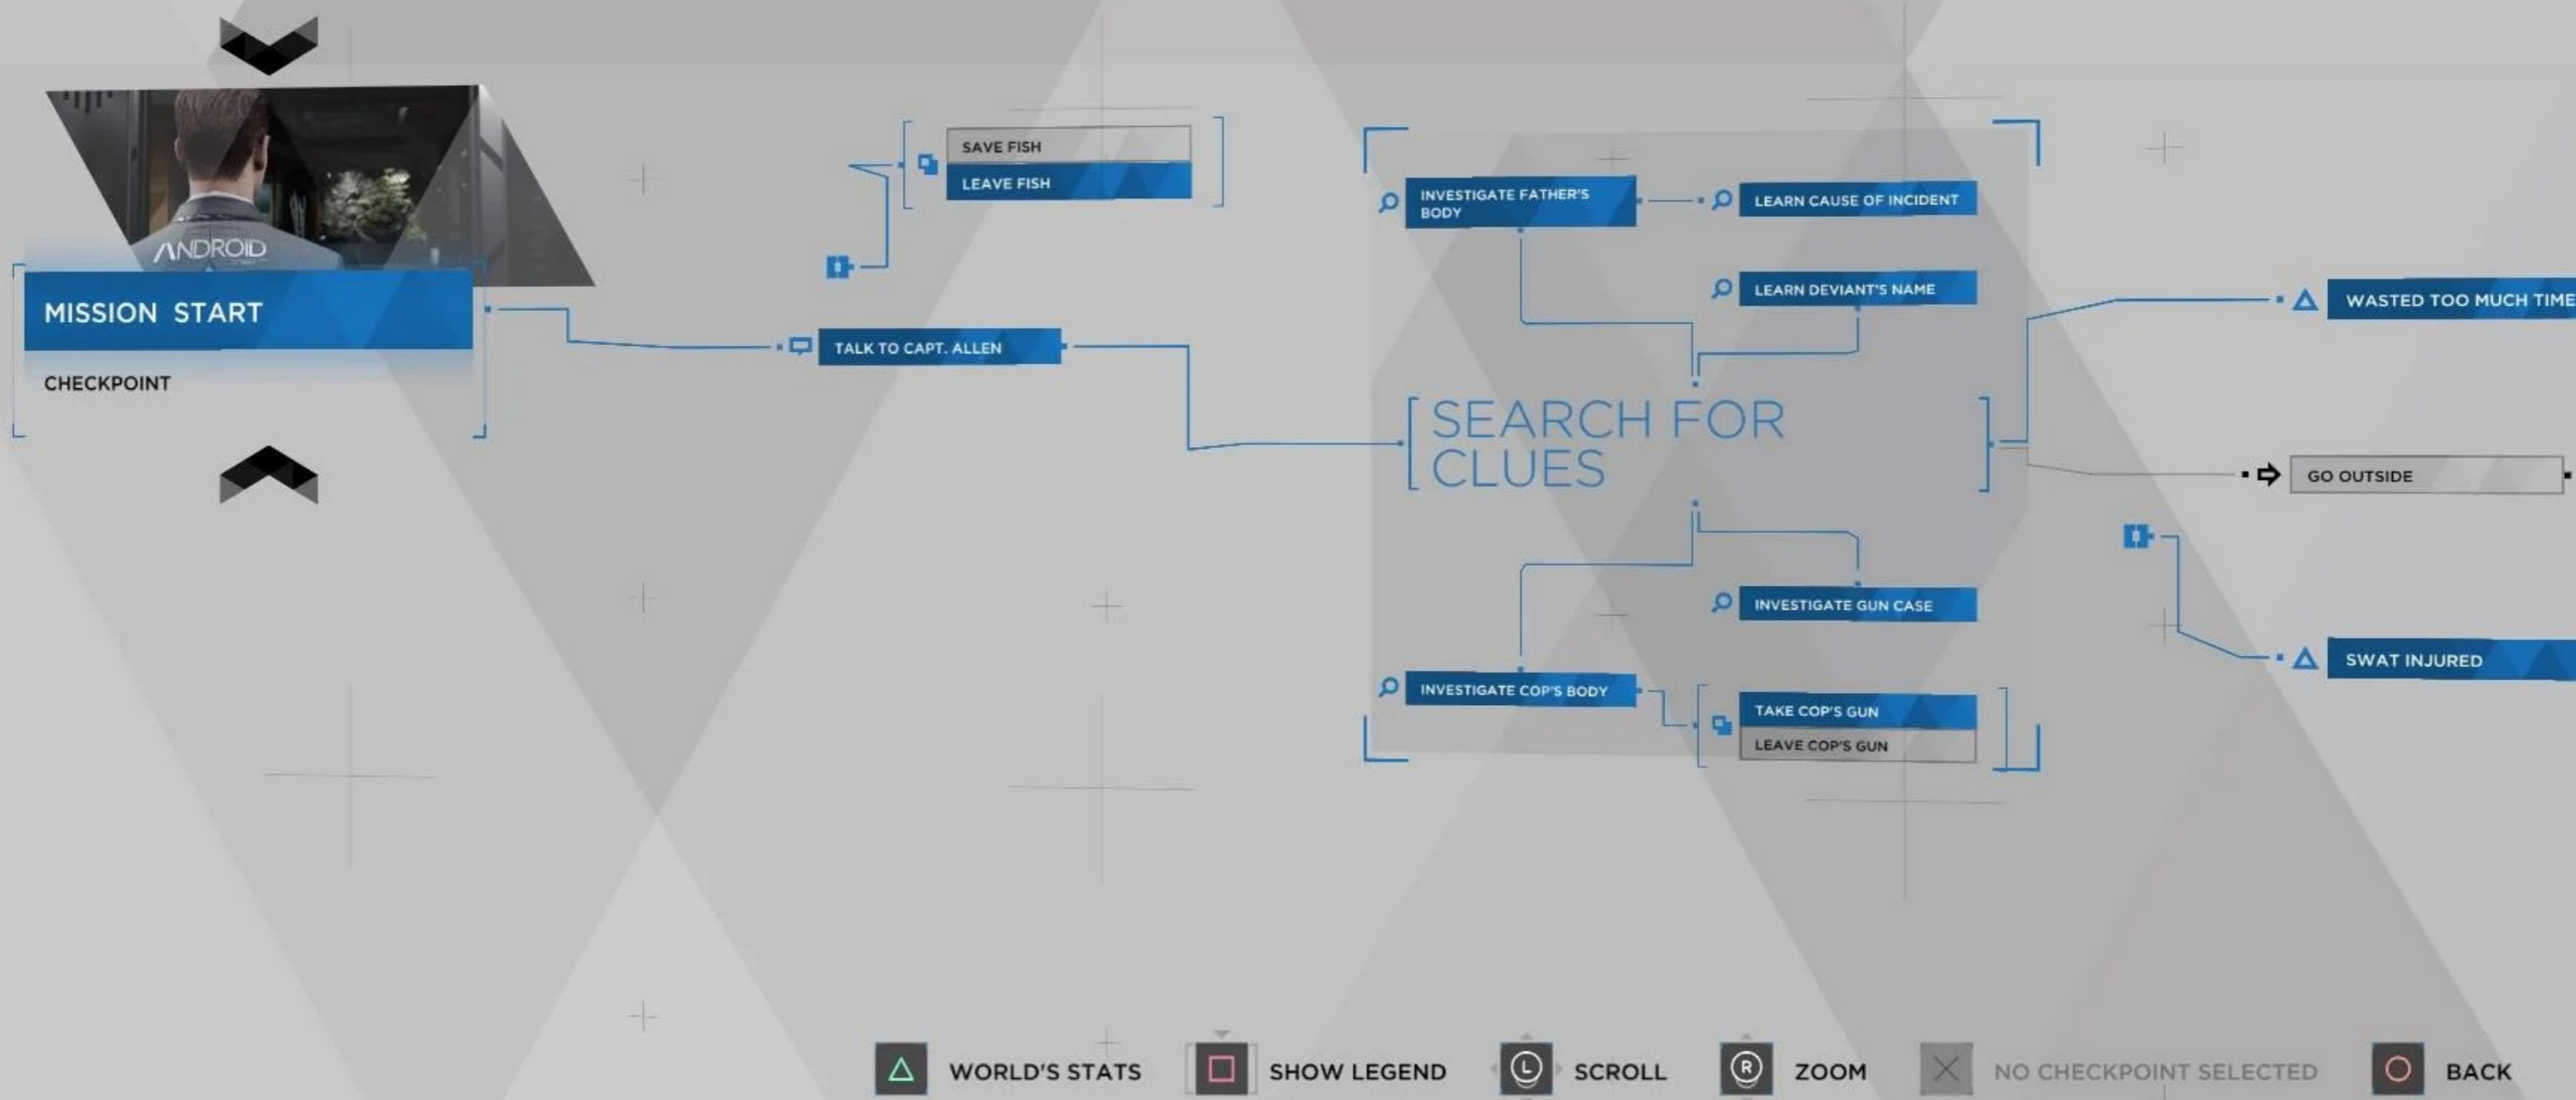 ANDROID
MISSION START
CHECKPOINT
SAVE FISH
LEAVE FISH
TALK TO CAPT. ALLEN
INVESTIGATE FATHER'S
BODY
LEARN CAUSE OF INCIDENT
LEARN DEVIANT'S NAME
SEARCH FOR
CLUES
INVESTIGATE GUN CASE
INVESTIGATE COP'S BODY
TAKE COP'S GUN
LEAVE COP'S GUN
WASTED TOO MUCH TIME
GO OUTSIDE
SWAT INJURED
WORLD'S STATS
SHOW LEGEND
L
SCROLL
R
ZOOM
NO CHECKPOINT SELECTED
BACK